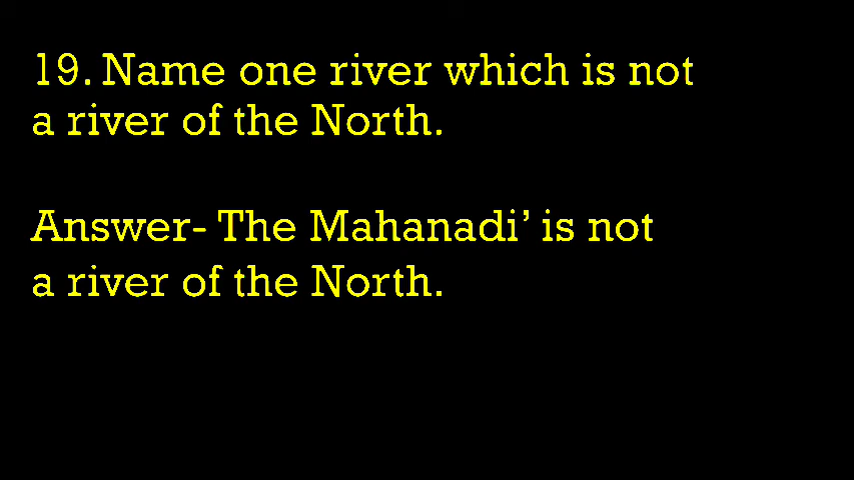 19. Name one river which is not
a river of the North.
Answer- The Mahanadi’ is not
a river of the North.